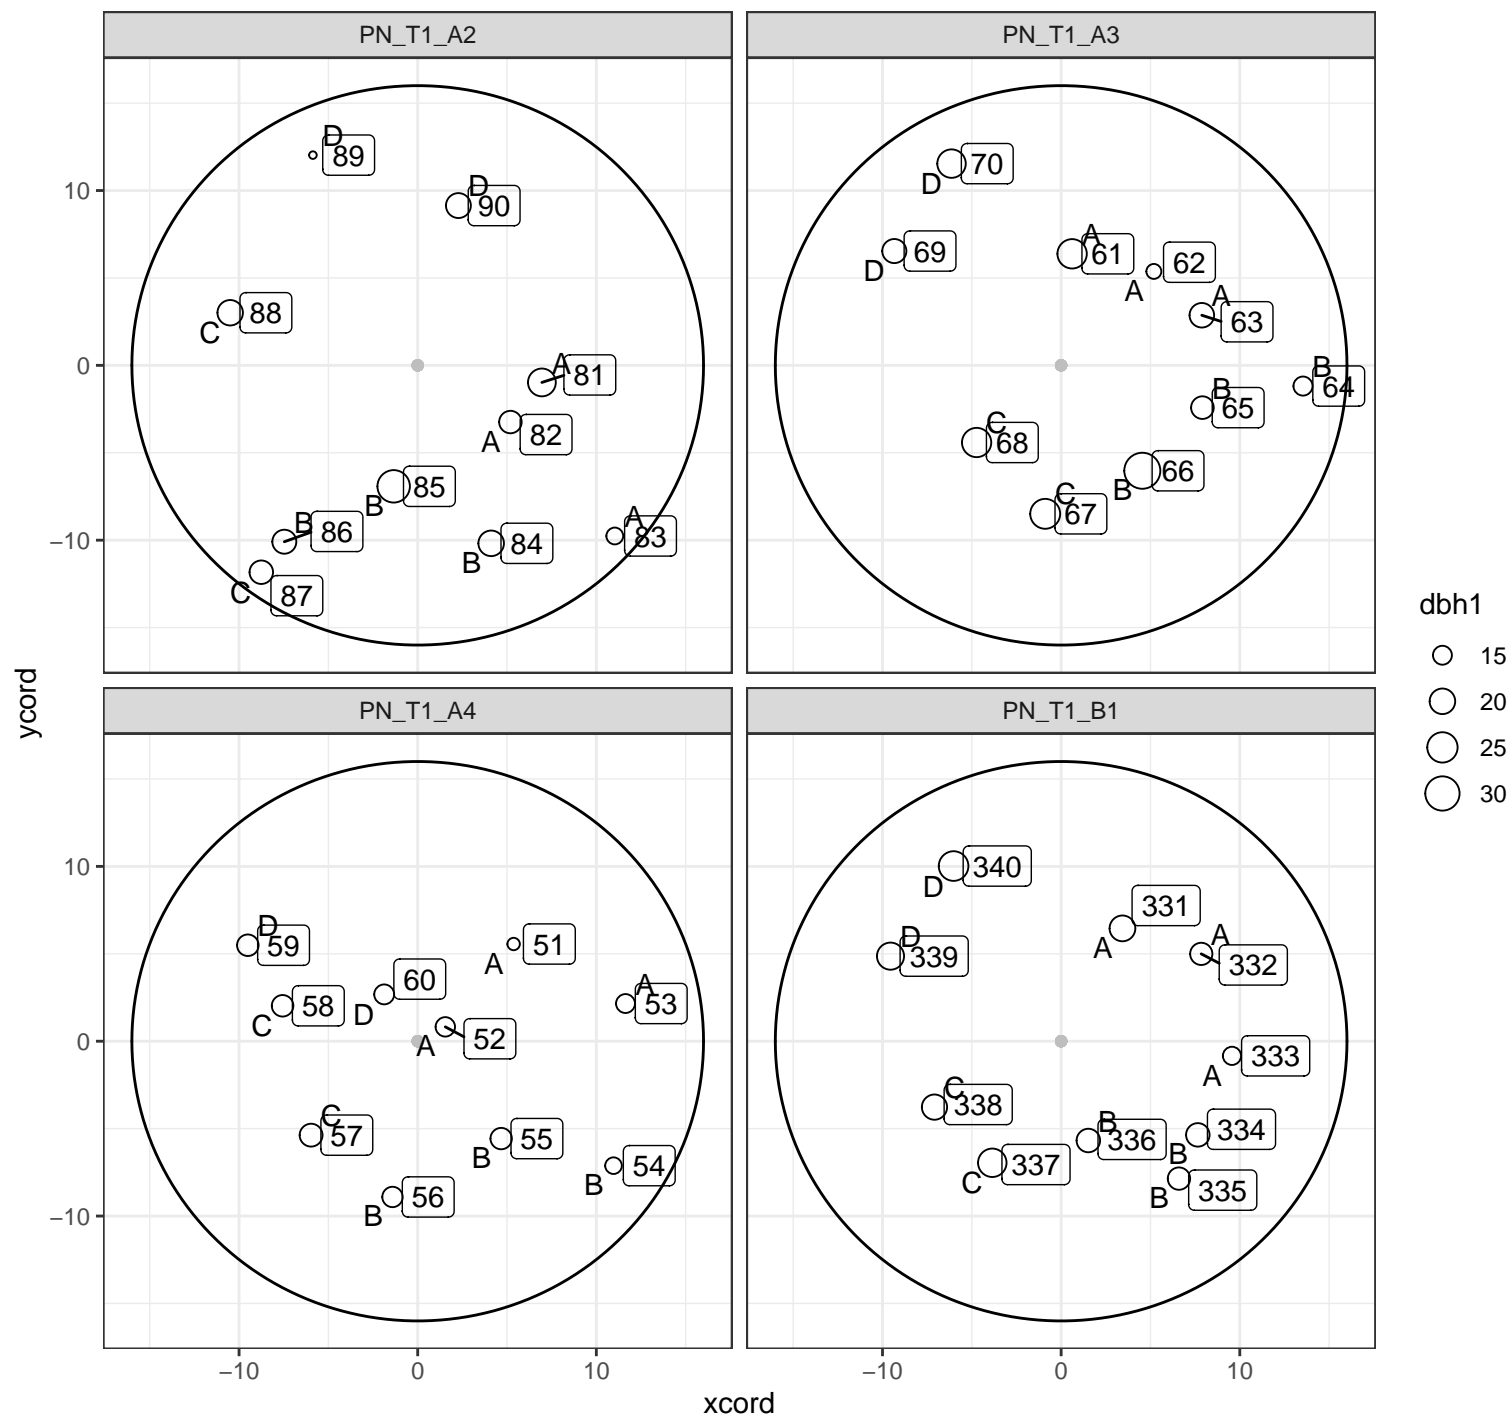 PN_T1_A2
PN_T1_A3
D
89
D
90
88
C
A
81
82
A
85
B
B
86
A
83
84
B
87
C
70
D
69
D
A
61
62
A
A
63
B
64
B
65
C
68
66
B
C
67
10
0
−10
ycord
dbh1
15
20
25
30
PN_T1_A4
PN_T1_B1
D
59
51
A
60
D
58
C
A
53
52
A
C
57
55
B
54
B
56
B
340
D
331
A
D
339
A
332
333
A
C
338
B
336
334
B
337
C
335
B
10
0
−10
−10
0
10
−10
0
10
xcord